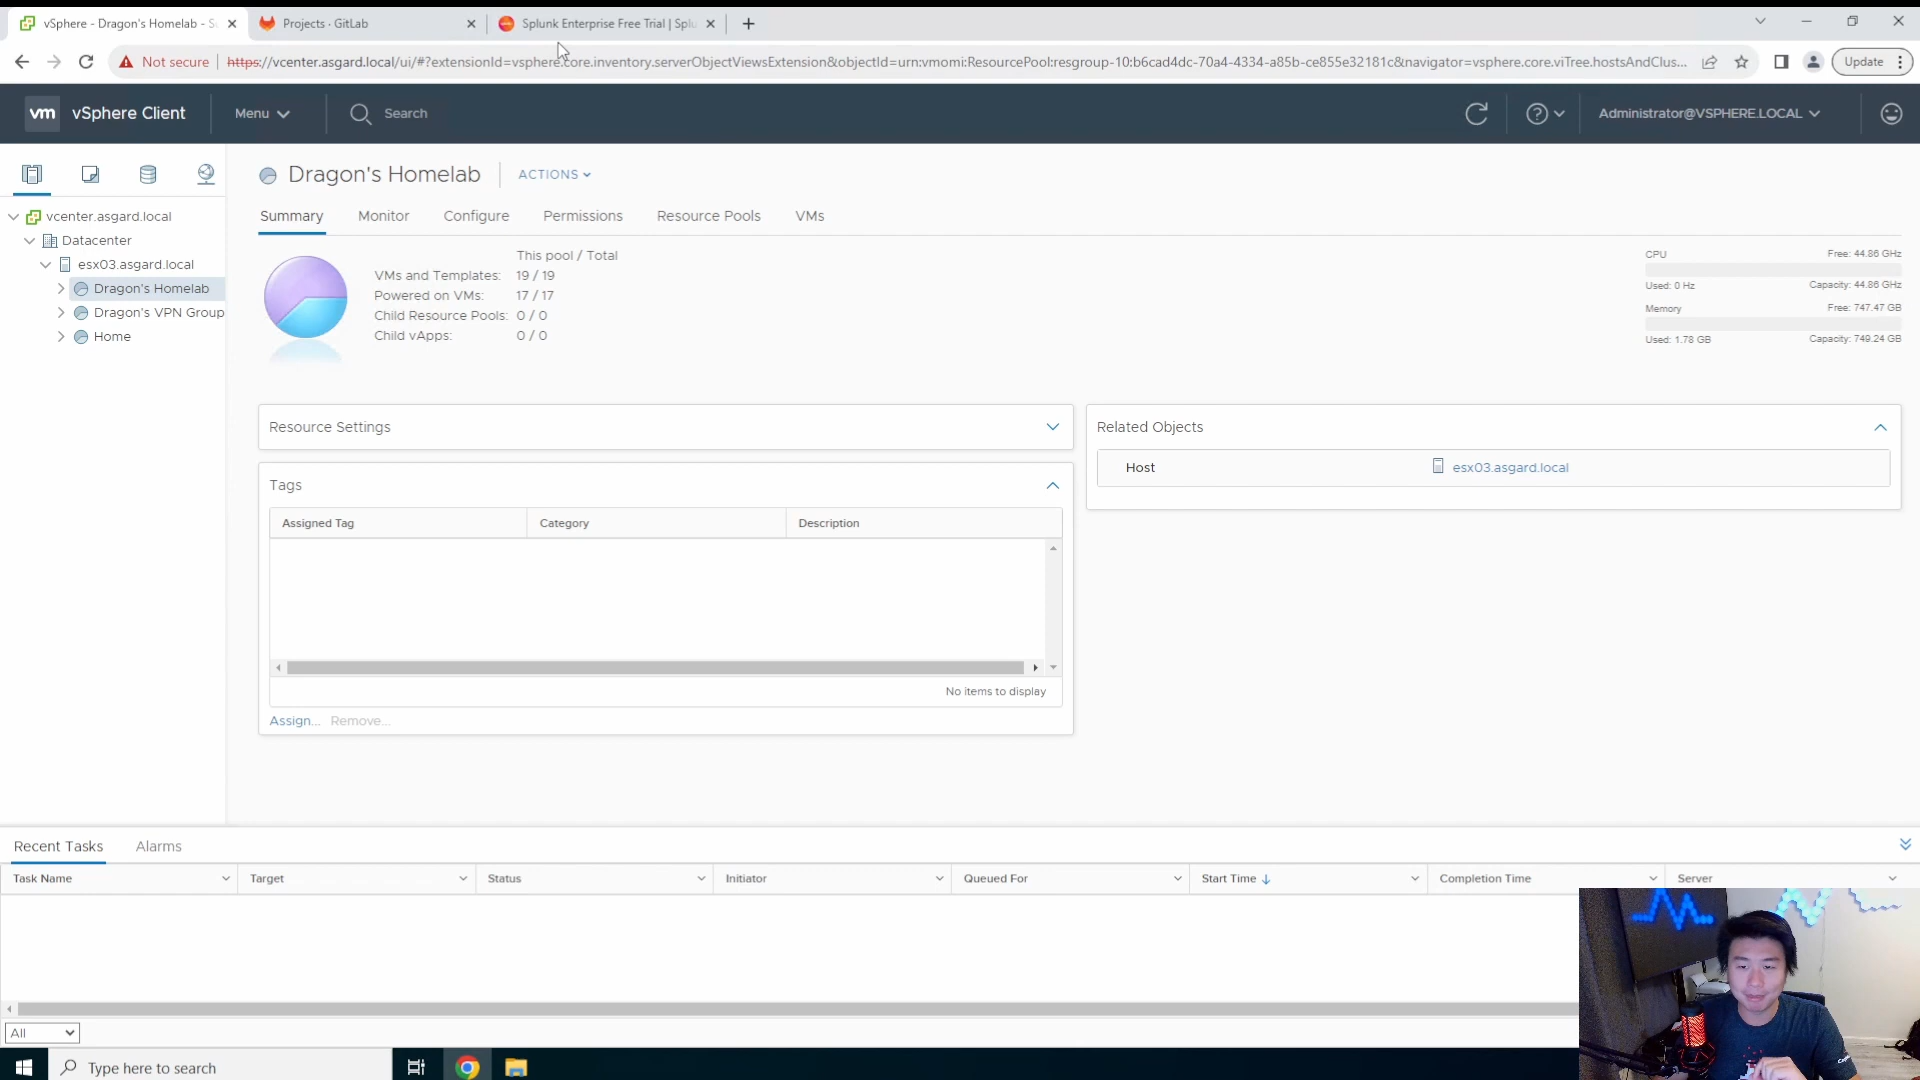 vSphere - Dragon's Homelab - S
Projects · GitLab
Splunk Enterprise Free Trial | Splu
Not secure
https://vcenter.asgard.local/ui/#?extensionId=vsphere.core.inventory.serverObjectViewsExtension&objectId=urn:vmomi:ResourcePool:resgroup-10:b6cad4dc-70a4-4334-a85b-ce855e32181c&navigator=vsphere.core.viTree.hostsAndClus...
Update
vm
vSphere Client
Menu
Search
Administrator@VSPHERE.LOCAL
vcenter.asgard.local
Datacenter
esx03.asgard.local
Dragon's Homelab
Dragon's VPN Group
Home
Dragon's Homelab
ACTIONS
Summary
Monitor
Configure
Permissions
Resource Pools
VMs
This pool / Total
VMs and Templates: 19 / 19
Powered on VMs: 17 / 17
Child Resource Pools: 0 / 0
Child vApps: 0 / 0
CPU
Free: 44.86 GHz
Used: 0 Hz
Capacity: 44.86 GHz
Memory
Free: 747.47 GB
Used: 1.78 GB
Capacity: 749.24 GB
Resource Settings
Tags
Assigned Tag
Category
Description
No items to display
Assign...
Remove...
Related Objects
Host
esx03.asgard.local
Recent Tasks
Alarms
Task Name
Target
Status
Initiator
Queued For
Start Time
Completion Time
Server
All
Type here to search